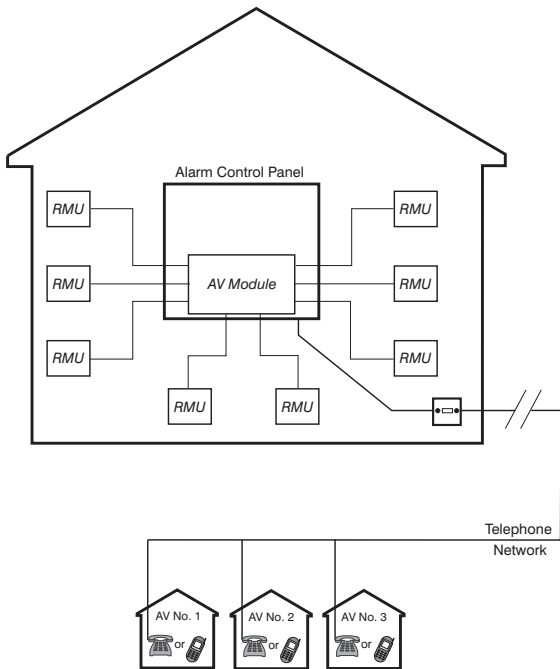 Alarm Control Panel
RMU
RMU
RMU
AV Module
RMU
RMU
RMU
RMU
RMU
Telephone
Network
AV No. 1
or
AV No. 2
or
AV No. 3
or